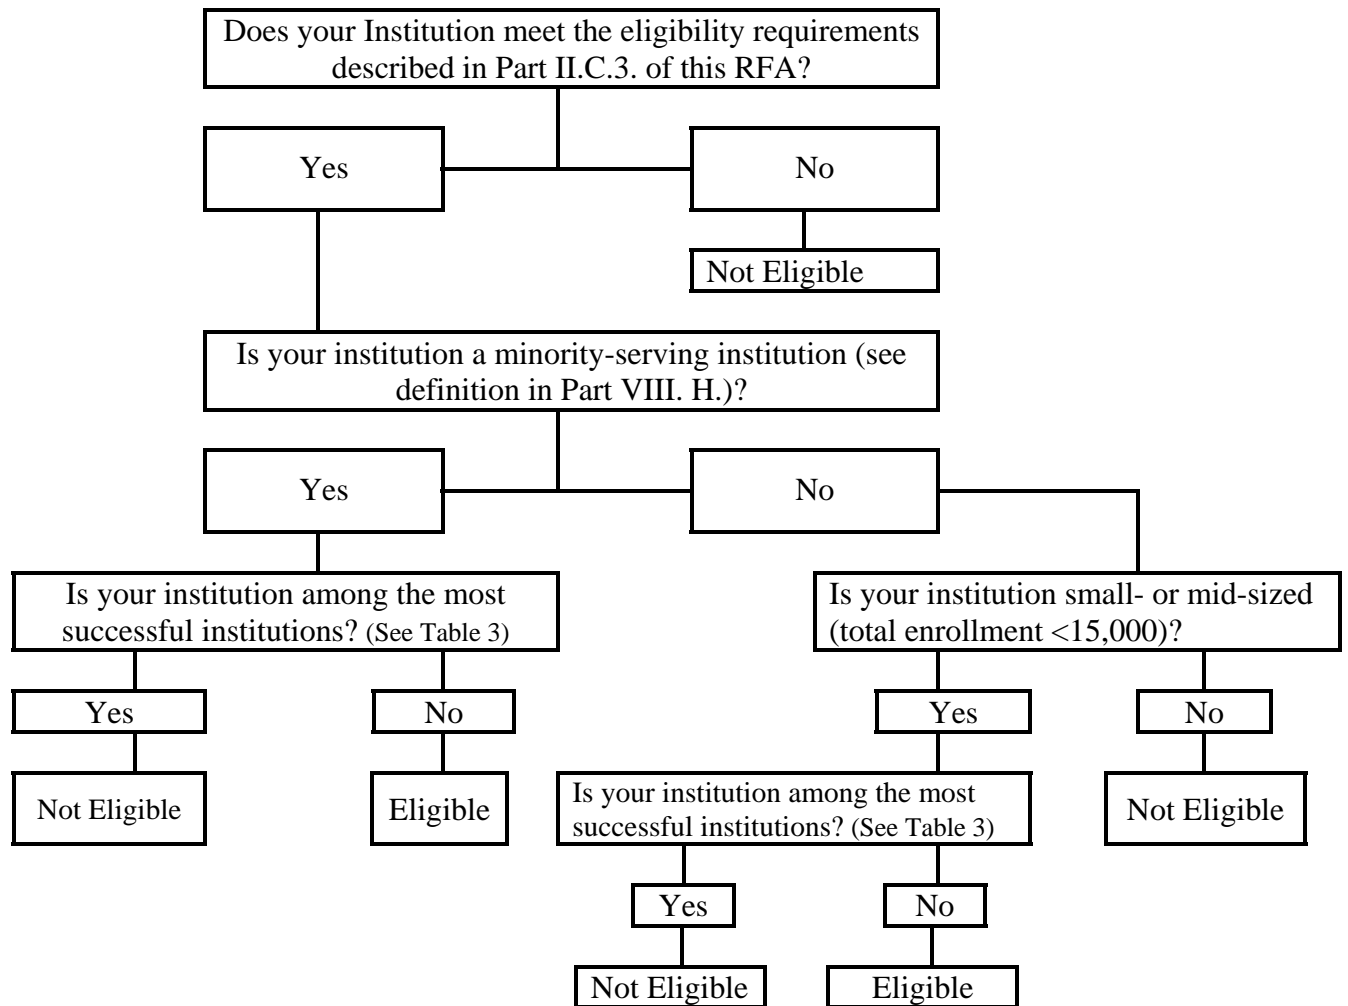 Does your Institution meet the eligibility requirements
described in Part II.C.3. of this RFA?
Yes
No
Not Eligible
Is your institution a minority-serving institution (see
definition in Part VIII. H.)?
Yes
No
Is your institution among the most
successful institutions? (See Table 3)
Is your institution small- or mid-sized
(total enrollment <15,000)?
Yes
No
Yes
No
Not Eligible
Eligible
Is your institution among the most
successful institutions? (See Table 3)
Not Eligible
Yes
No
Not Eligible
Eligible